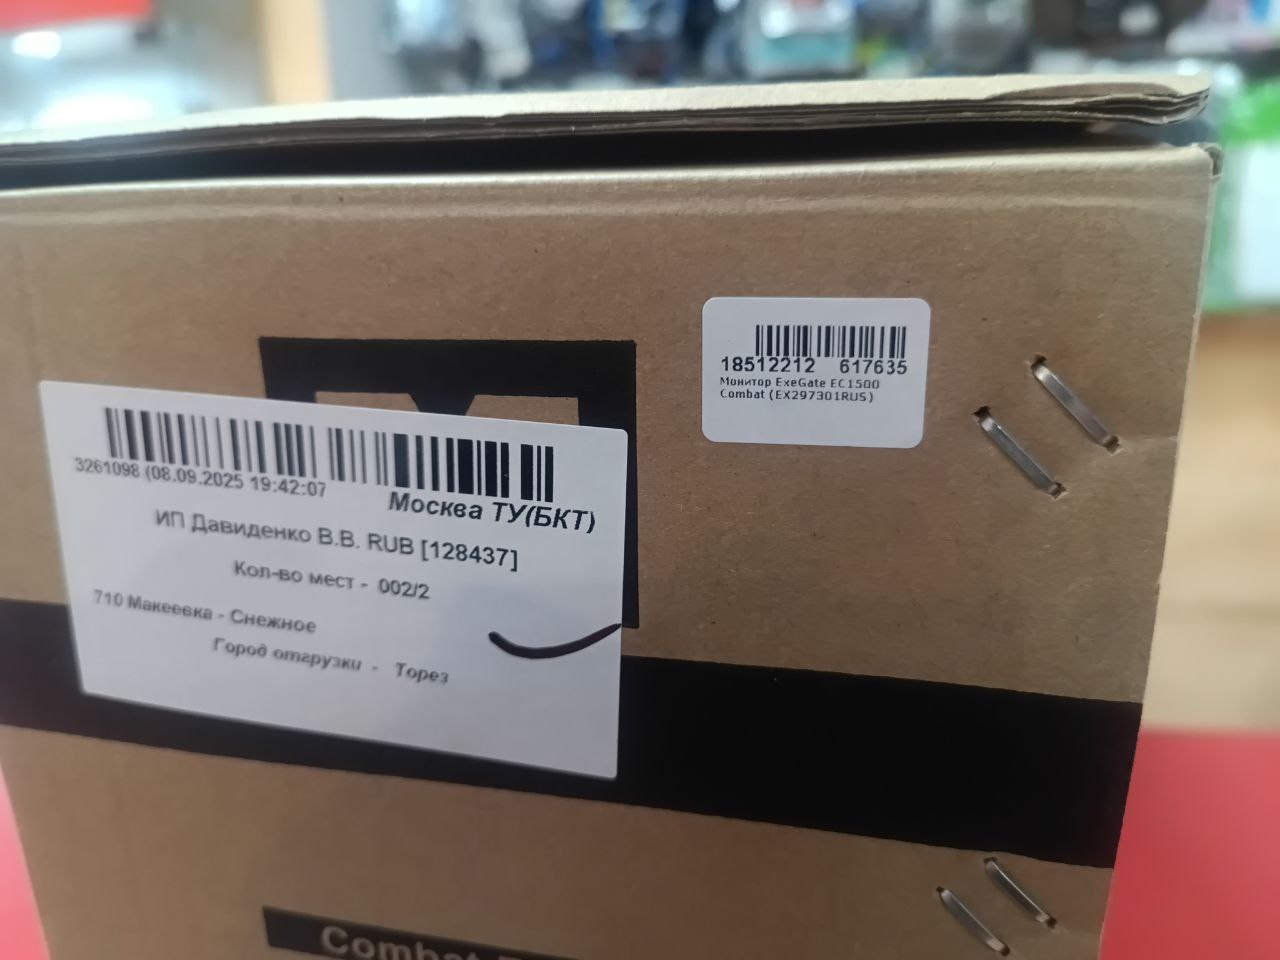 18512212 617635
Монитор ExeGate EC1500
Combat (EX297301RUS)
3261098 (08.09.2025 19:42:07
Москва ТУ(БКТ)
ИП Давиденко В.В. RUB [128437]
Кол-во мест - 002/2
710 Макеевка - Снежное
Город отгрузки - Торез
Combat